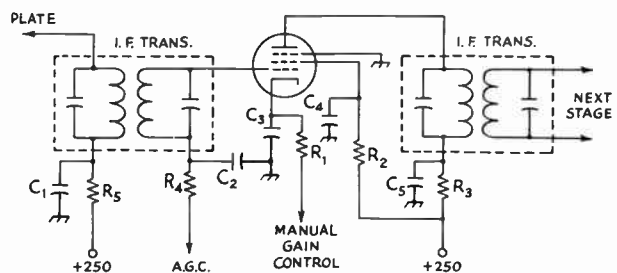 PLATE
I.F. TRANS.
I.F. TRANS.
C3
C4
NEXT
STAGE
C1
R5
R4
C2
R1
R2
C5
R3
MANUAL
GAIN
CONTROL
+250
A.G.C.
+250